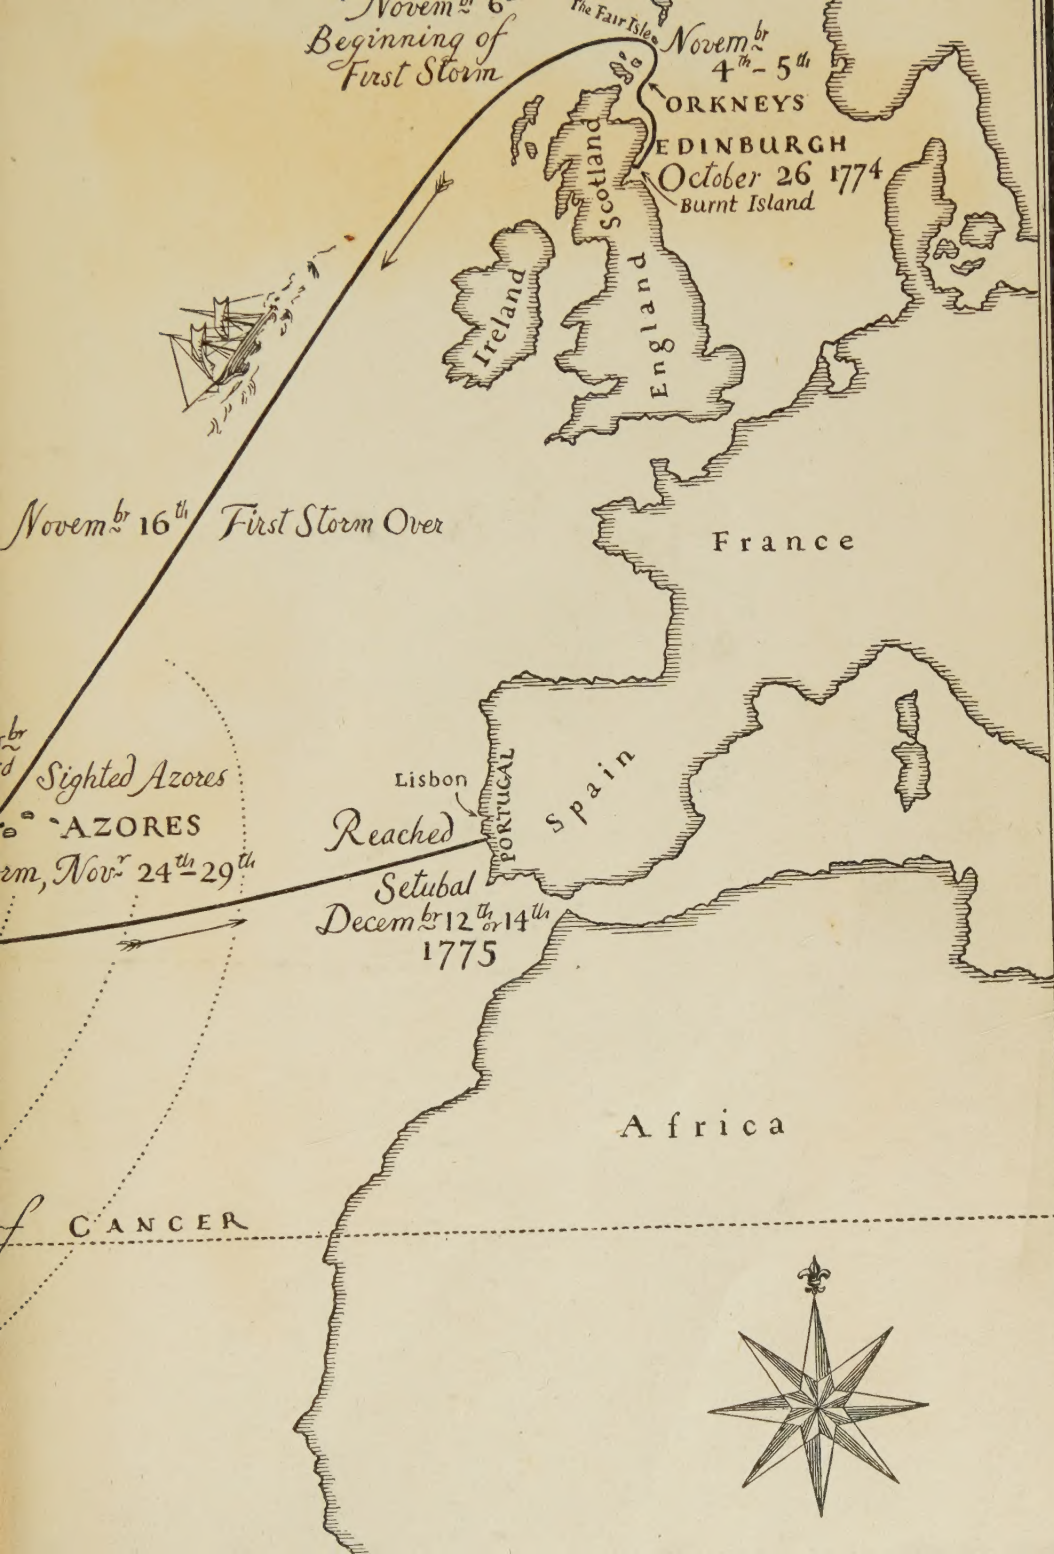 Novem br 6
Beginning of
First Storm
The Fair Isle
Novem br
4th - 5th
ORKNEYS
EDINBURGH
October 26 1774
Burnt Island
Scotland
England
Ireland
Novem br 16th First Storm Over
France
br
Sighted Azores
AZORES
Nov r 24th-29th
Lisbon
PORTUGAL
Spain
Reached
Setubal
Decem br 12th or 14th
1775
Africa
CANCER